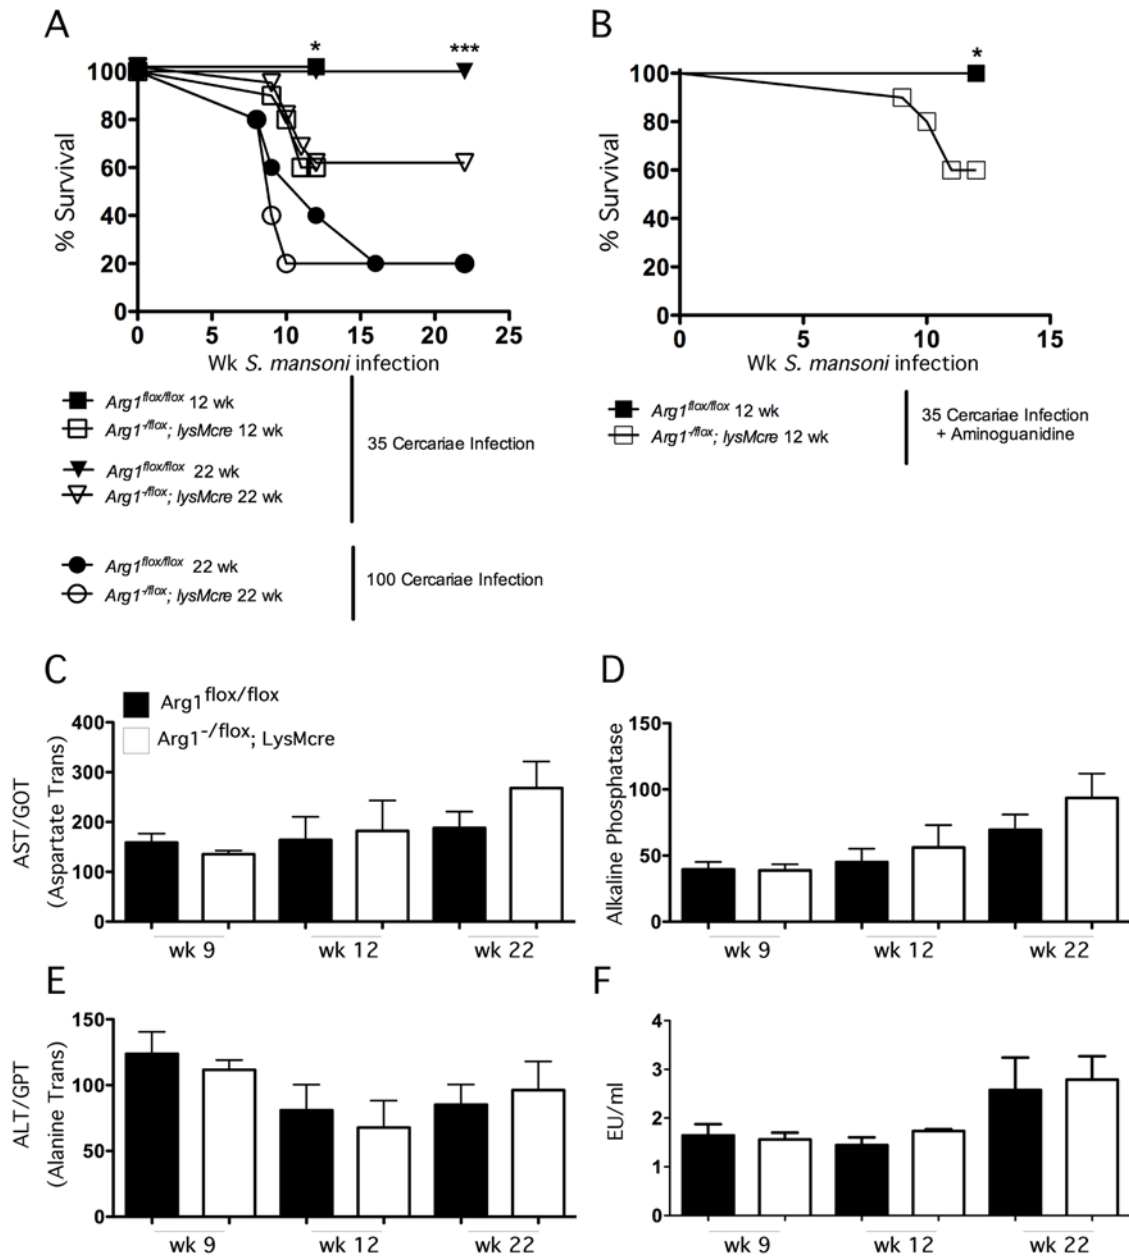 A
B
*
***
*
% Survival
100
80
60
40
20
0
0
5
10
15
20
25
Wk S. mansoni infection
% Survival
100
80
60
40
20
0
0
5
10
15
Wk S. mansoni infection
Arg1flox/flox 12 wk
Arg1-/flox; lysMcre 12 wk
Arg1flox/flox 22 wk
Arg1-/flox; lysMcre 22 wk
35 Cercariae Infection
Arg1flox/flox 22 wk
Arg1-/flox; lysMcre 22 wk
100 Cercariae Infection
Arg1flox/flox 12 wk
Arg1-/flox; lysMcre 12 wk
35 Cercariae Infection
+ Aminoguanidine
C
Arg1flox/flox
Arg1-/flox; LysMcre
AST/GOT
(Aspartate Trans)
400
300
200
100
0
wk 9
wk 12
wk 22
D
Alkaline Phosphatase
150
100
50
0
wk 9
wk 12
wk 22
E
ALT/GPT
(Alanine Trans)
150
100
50
0
wk 9
wk 12
wk 22
F
EU/ml
4
3
2
1
0
wk 9
wk 12
wk 22